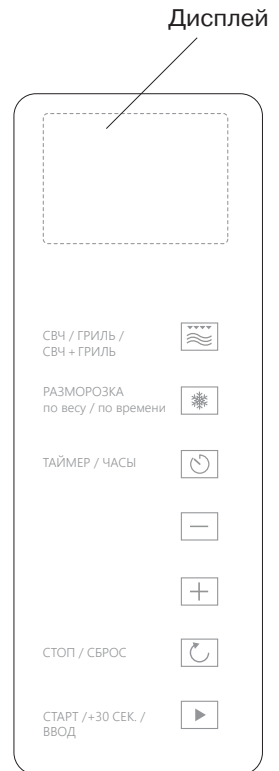 Дисплей
СВЧ / ГРИЛЬ /
СВЧ + ГРИЛЬ
РАЗМОРОЗКА
по весу / по времени
ТАЙМЕР / ЧАСЫ
СТОП / СБРОС
СТАРТ /+30 СЕК. /
ВВОД